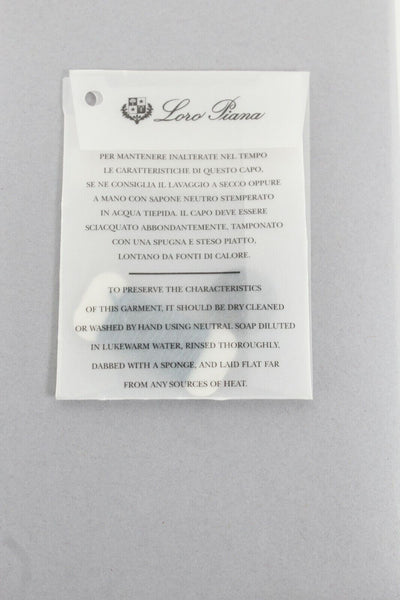 Loro Piana
PER MANTENERE INALTERATE NEL TEMPO
LE CARATTERISTICHE DI QUESTO CAPO,
SE NE CONSIGLIA IL LAVAGGIO A SECCO OPPURE
A MANO CON SAPONE NEUTRO STEMPERATO
IN ACQUA TIEPIDA. IL CAPO DEVE ESSERE
SCIACQUATO ABBONDANTEMENTE, TAMPONATO
CON UNA SPUGNA E STESO PIATTO,
LONTANO DA FONTI DI CALORE.
TO PRESERVE THE CHARACTERISTICS
OF THIS GARMENT, IT SHOULD BE DRY CLEANED
OR WASHED BY HAND USING NEUTRAL SOAP DILUTED
IN LUKEWARM WATER, RINSED THOROUGHLY,
DABBED WITH A SPONGE, AND LAID FLAT FAR
FROM ANY SOURCES OF HEAT.